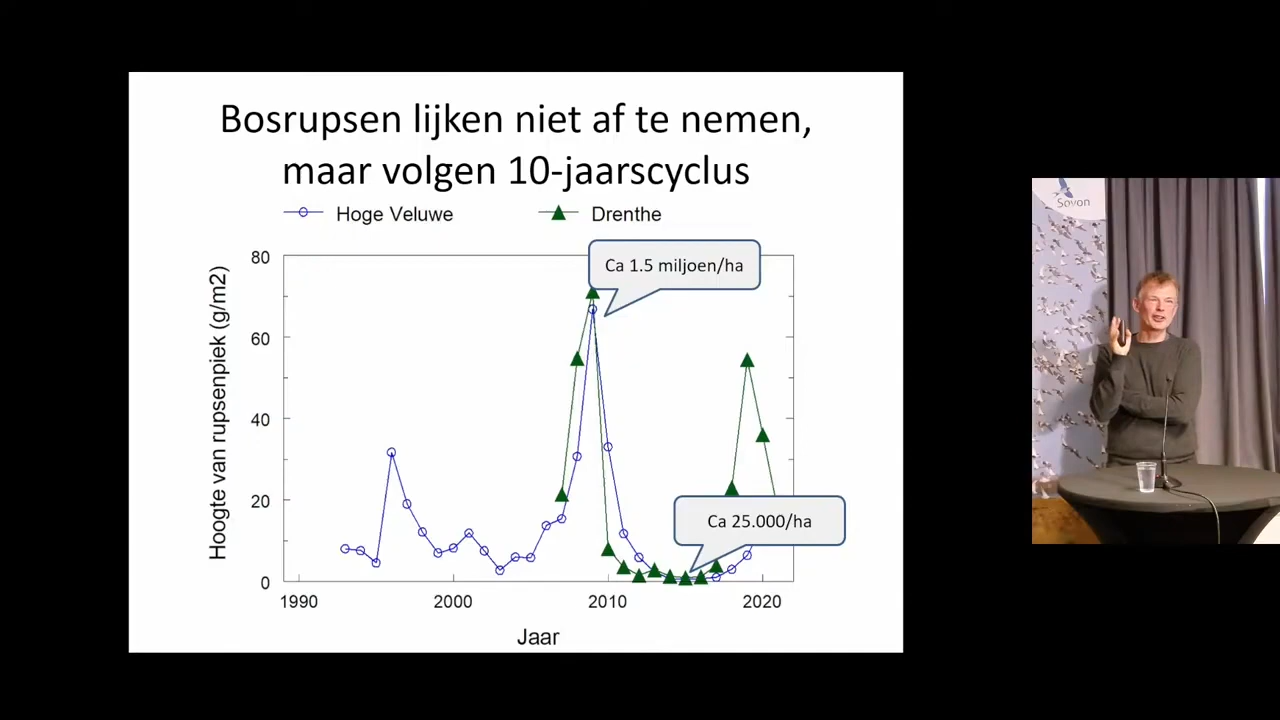 Bosrupsen lijken niet af te nemen,
maar volgen 10-jaarscyclus
Hoge Veluwe
Drenthe
Hoogte van rupsenpiek (g/m2)
80
60
40
20
0
Ca 1.5 miljoen/ha
Ca 25.000/ha
1990
2000
2010
2020
Jaar
Sovon